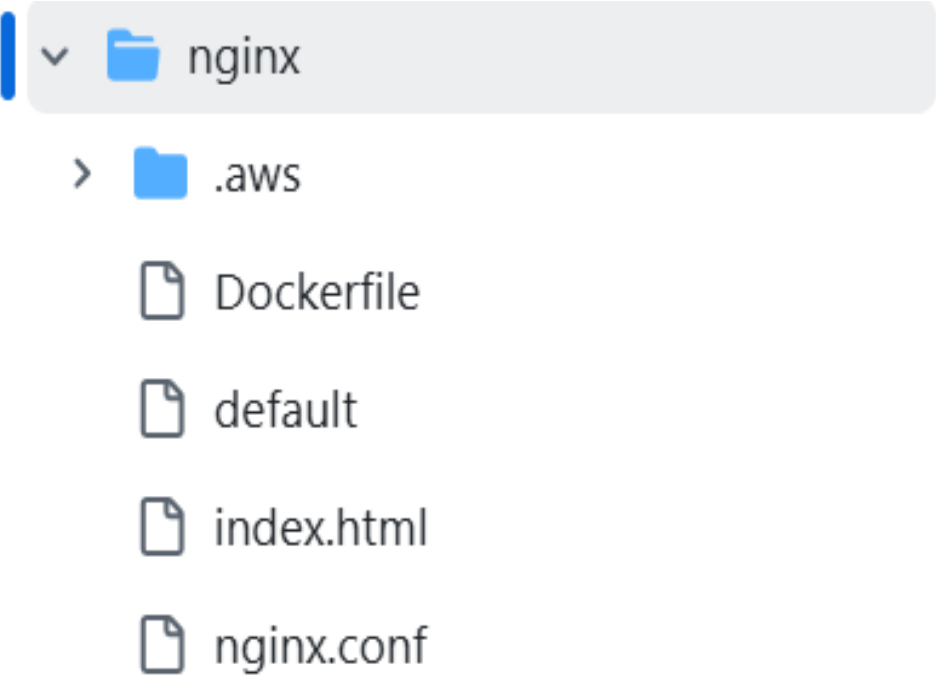 nginx
.aws
Dockerfile
default
index.html
nginx.conf